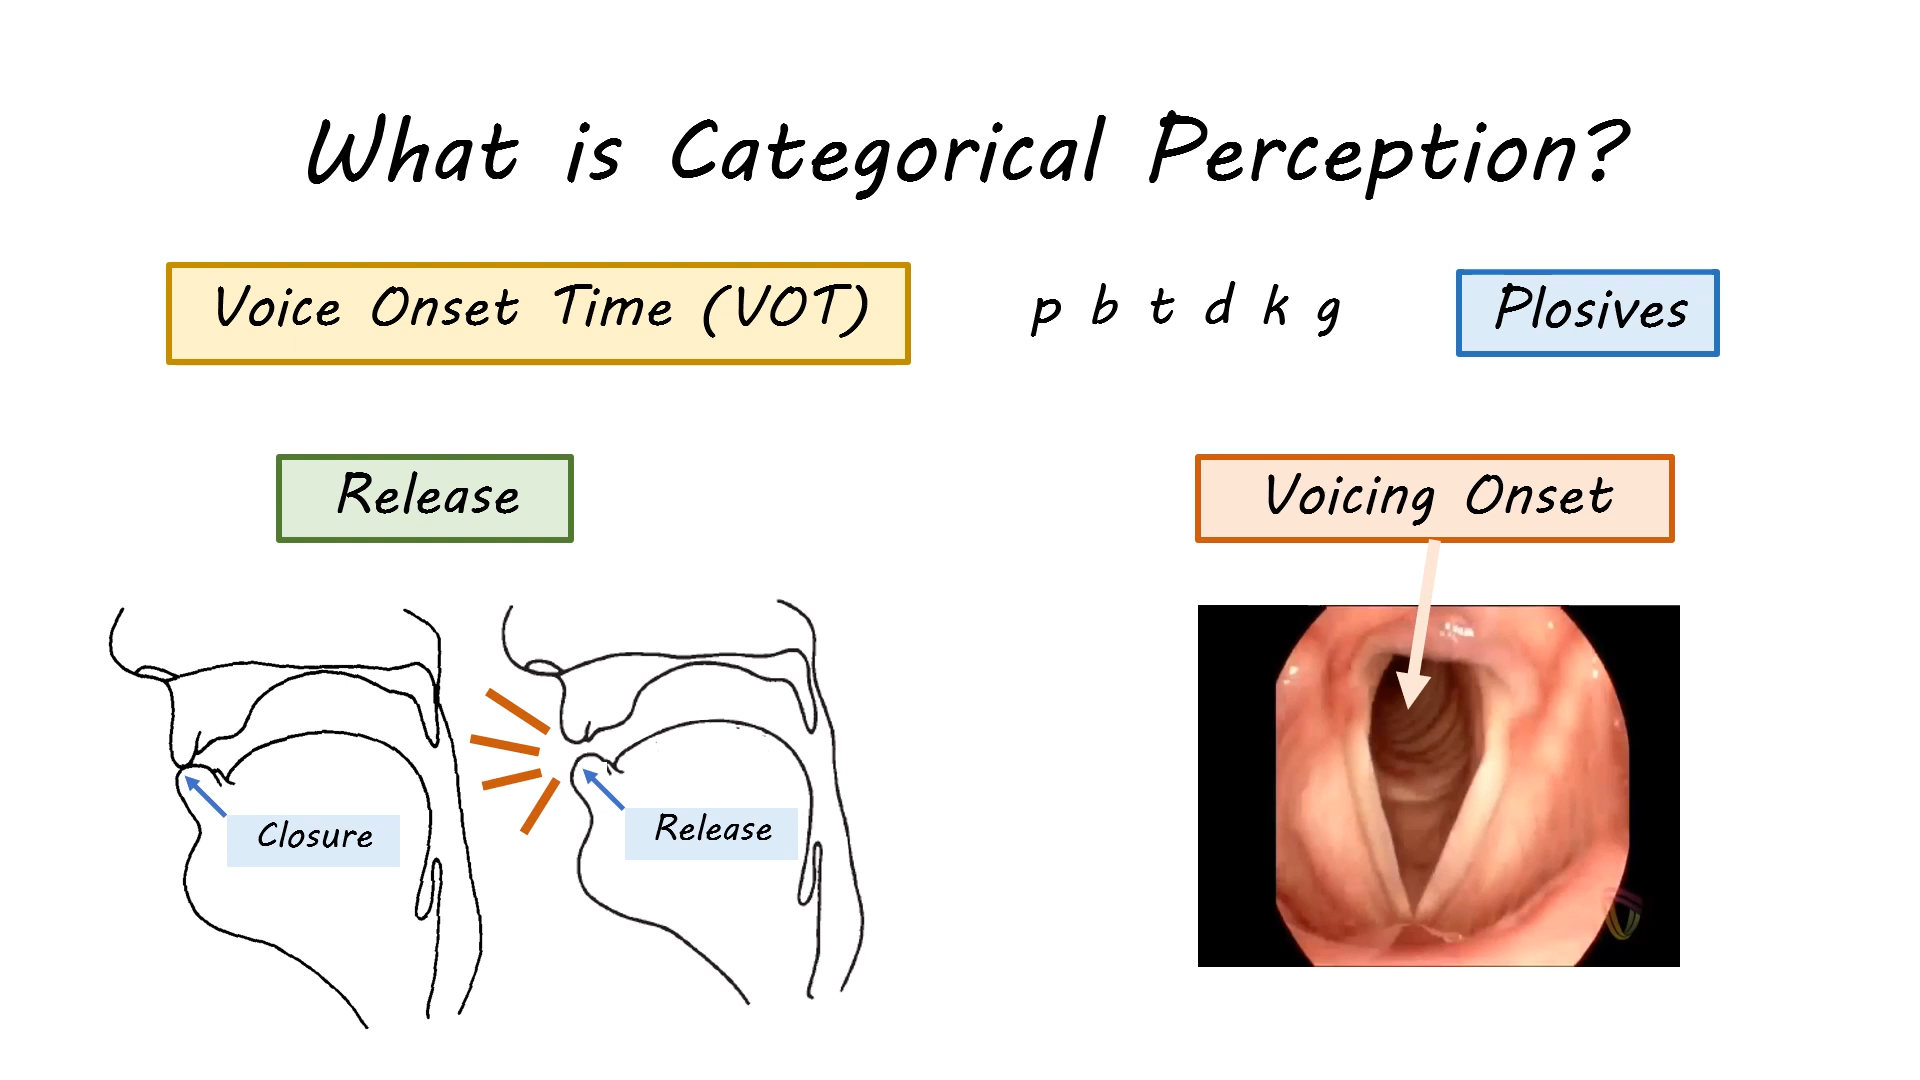 What is Categorical Perception?
Voice Onset Time (VOT)
p b t d k g
Plosives
Release
Voicing Onset
Closure
Release